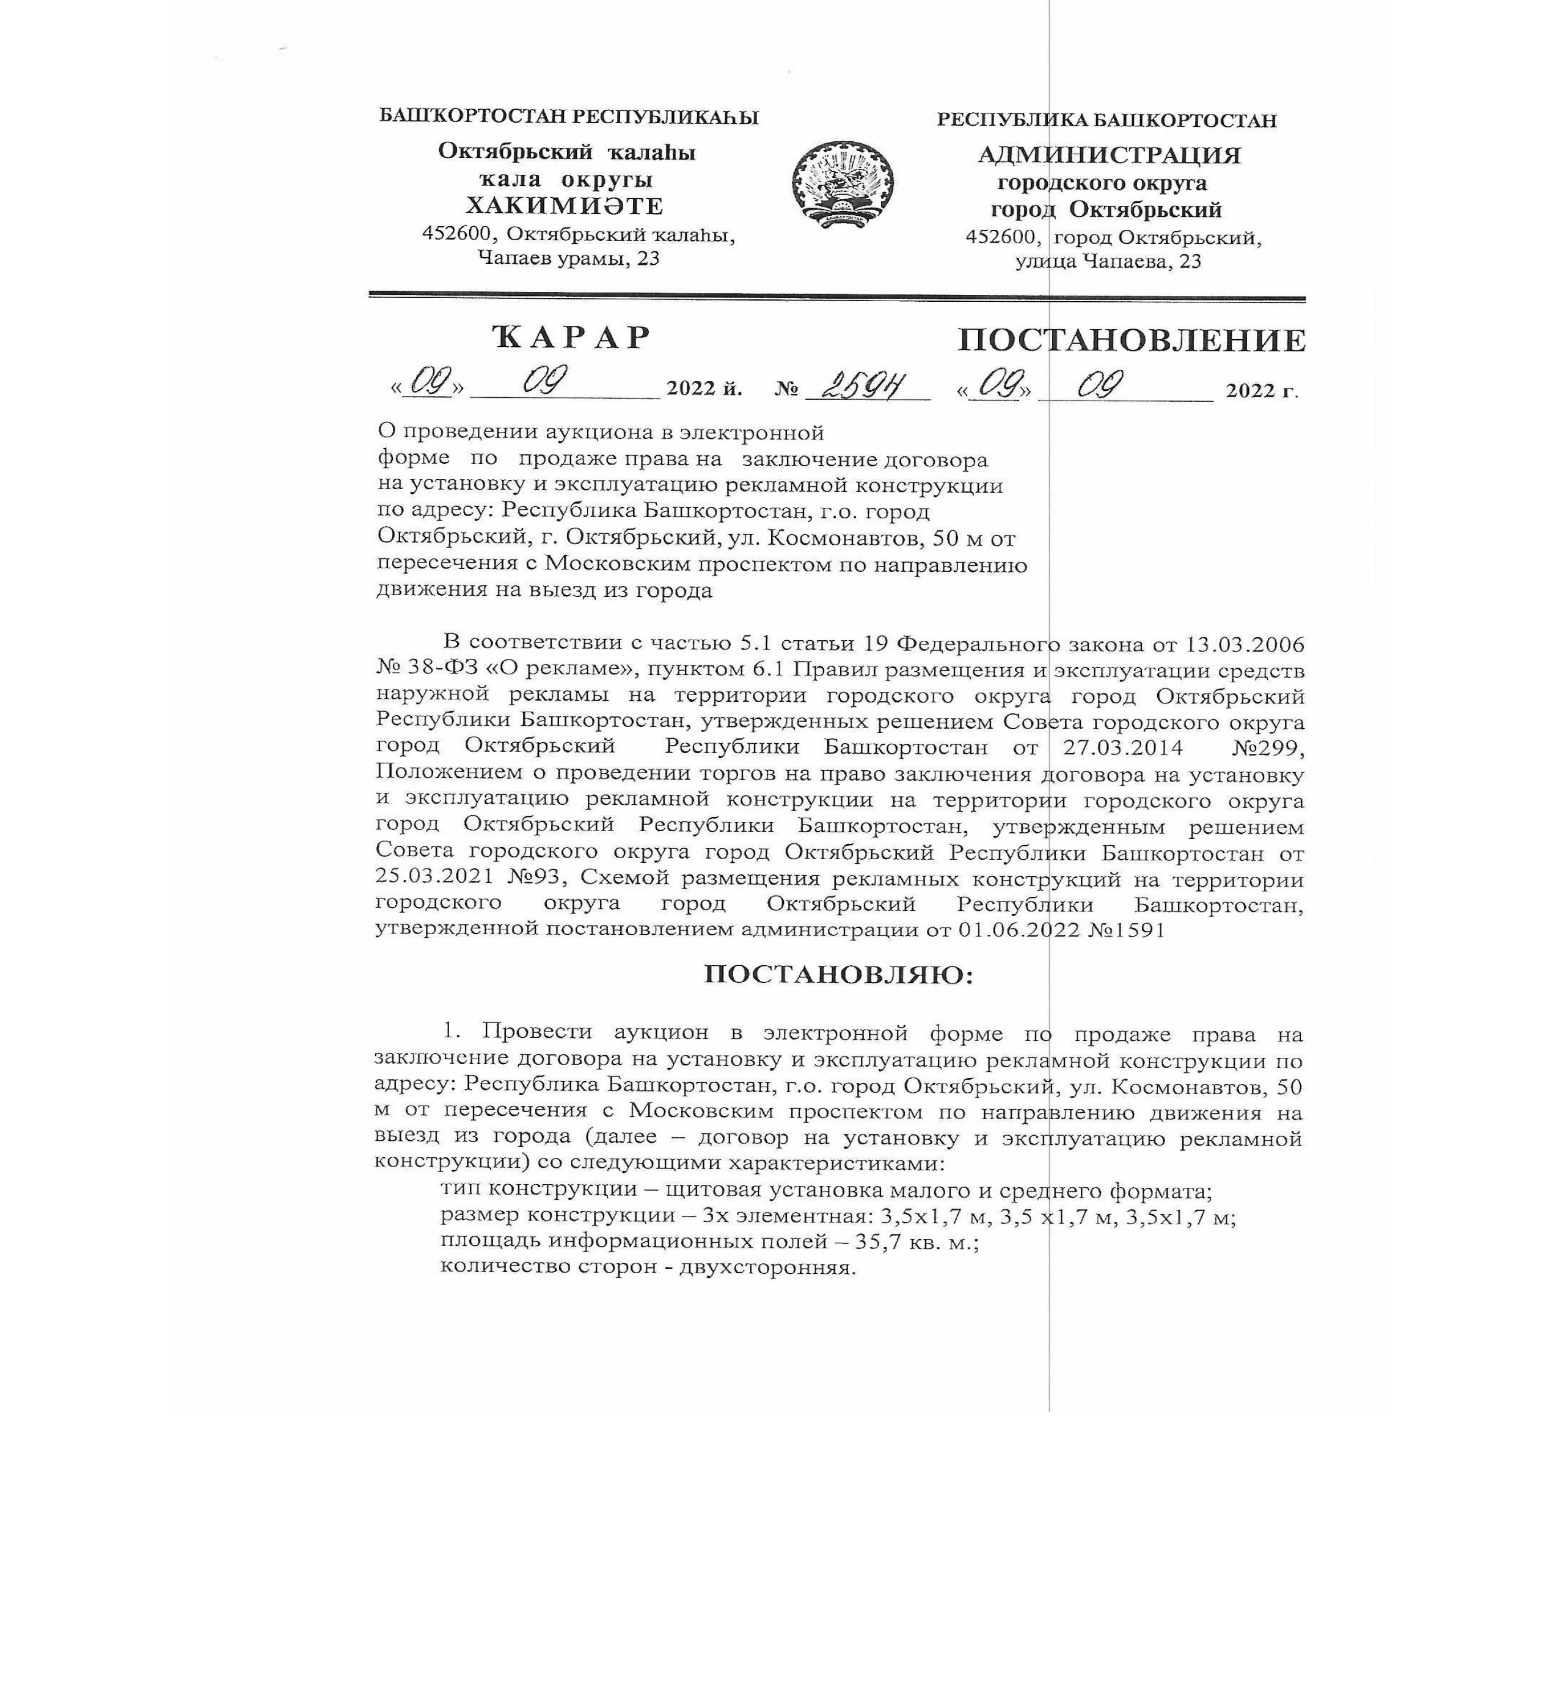 БАШҠОРТОСТАН РЕСПУБЛИКАҺЫ
Октябрьский ҡалаһы
ҡала округы
ХАКИМИӘТЕ
452600, Октябрьский ҡалаһы,
Чапаев урамы, 23
РЕСПУБЛИКА БАШКОРТОСТАН
АДМИНИСТРАЦИЯ
городского округа
город Октябрьский
452600, город Октябрьский,
улица Чапаева, 23
ҠАРАР
ПОСТАНОВЛЕНИЕ
«09» 09 2022 й. № 2594 «09» 09 2022 г.
О проведении аукциона в электронной
форме по продаже права на заключение договора
на установку и эксплуатацию рекламной конструкции
по адресу: Республика Башкортостан, г.о. город
Октябрьский, г. Октябрьский, ул. Космонавтов, 50 м от
пересечения с Московским проспектом по направлению
движения на выезд из города
В соответствии с частью 5.1 статьи 19 Федерального закона от 13.03.2006
№ 38-ФЗ «О рекламе», пунктом 6.1 Правил размещения и эксплуатации средств
наружной рекламы на территории городского округа город Октябрьский
Республики Башкортостан, утвержденных решением Совета городского округа
город Октябрьский Республики Башкортостан от 27.03.2014 №299,
Положением о проведении торгов на право заключения договора на установку
и эксплуатацию рекламной конструкции на территории городского округа
город Октябрьский Республики Башкортостан, утвержденным решением
Совета городского округа город Октябрьский Республики Башкортостан от
25.03.2021 №93, Схемой размещения рекламных конструкций на территории
городского округа город Октябрьский Республики Башкортостан,
утвержденной постановлением администрации от 01.06.2022 №1591
ПОСТАНОВЛЯЮ:
1. Провести аукцион в электронной форме по продаже права на
заключение договора на установку и эксплуатацию рекламной конструкции по
адресу: Республика Башкортостан, г.о. город Октябрьский, ул. Космонавтов, 50
м от пересечения с Московским проспектом по направлению движения на
выезд из города (далее – договор на установку и эксплуатацию рекламной
конструкции) со следующими характеристиками:
тип конструкции – щитовая установка малого и среднего формата;
размер конструкции – 3х элементная: 3,5х1,7 м, 3,5 х1,7 м, 3,5х1,7 м;
площадь информационных полей – 35,7 кв. м.;
количество сторон - двухсторонняя.